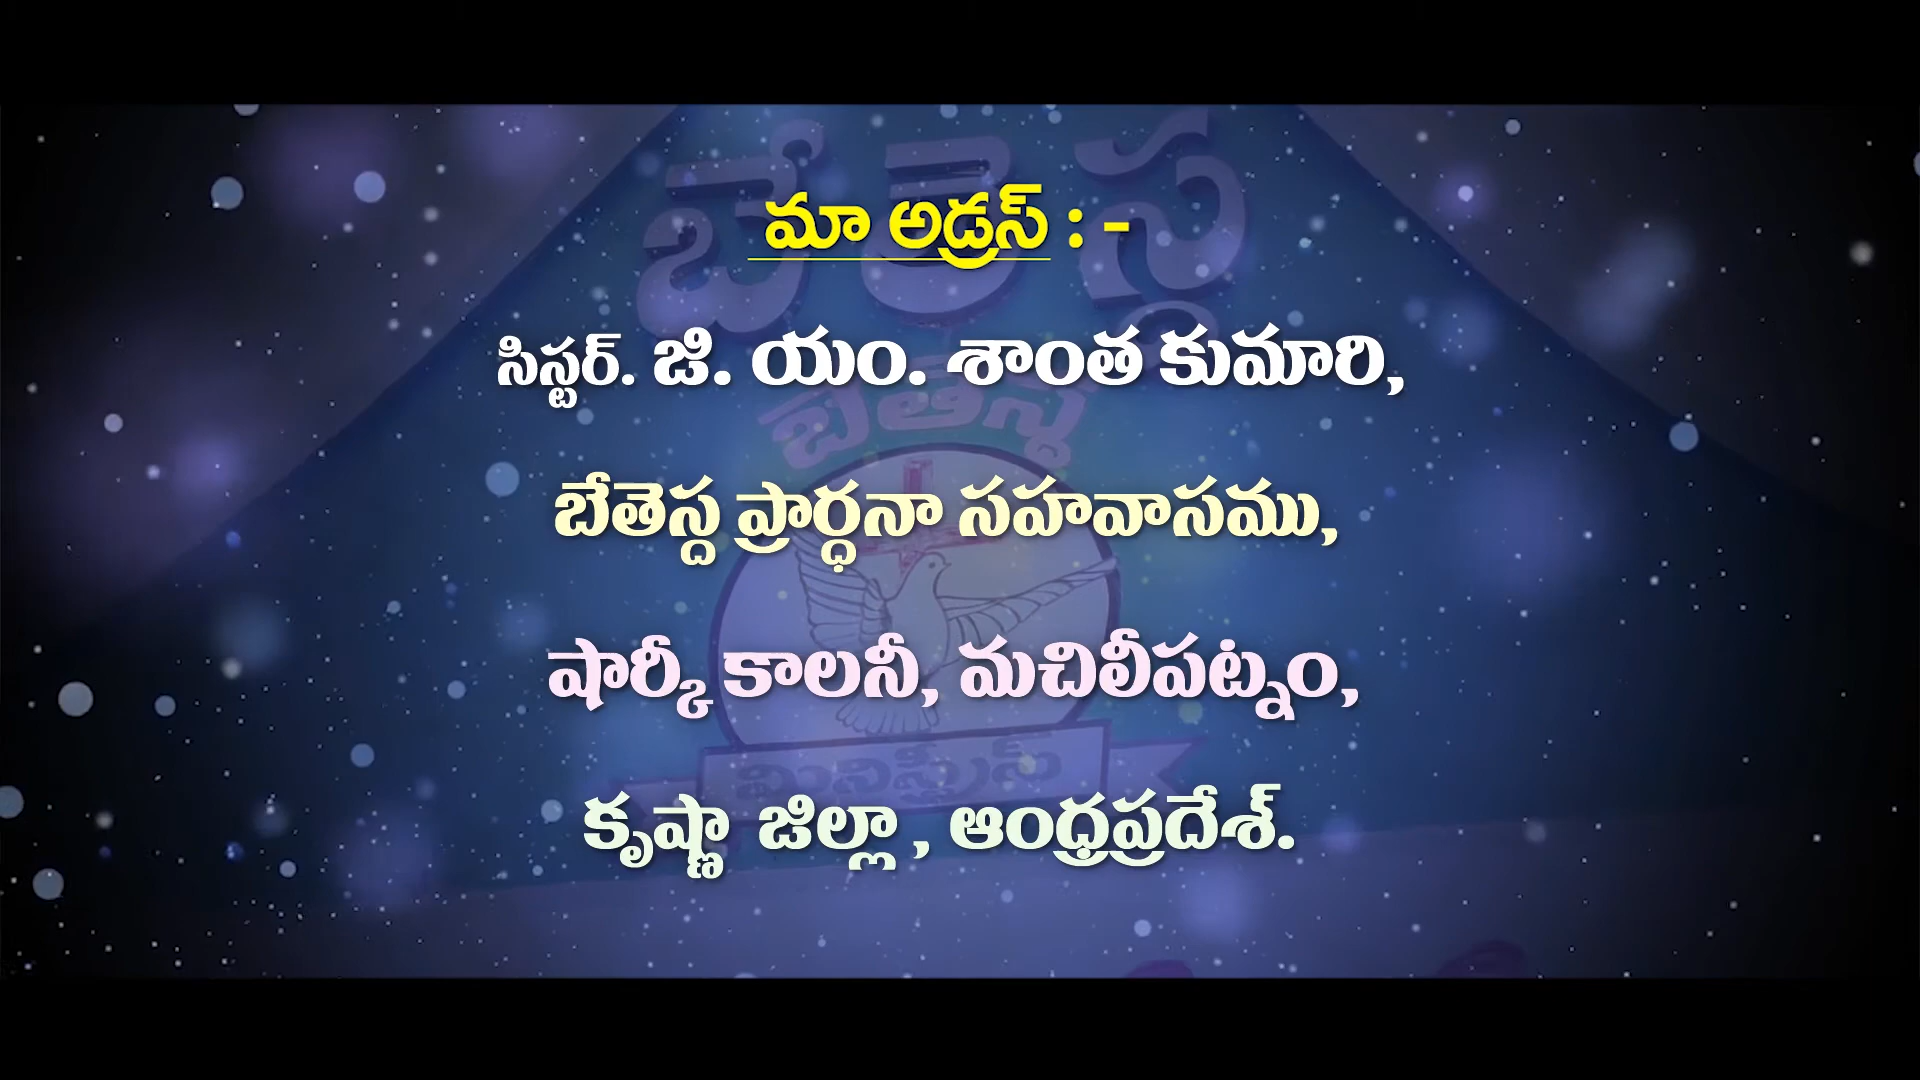 మా అడ్రస్ : -
సిస్టర్. జి. యం. శాంత కుమారి,
బేతెస్ద ప్రార్ధనా సహవాసము,
షార్కీ కాలనీ, మచిలీపట్నం,
కృష్ణా జిల్లా , ఆంధ్రప్రదేశ్.
బేతెస్ద
బేతెస్ద
మినిస్ట్రీస్